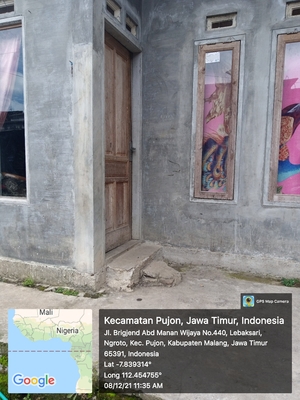 GPS Map Camera
Mali
Nigeria
Google
Kecamatan Pujon, Jawa Timur, Indonesia
Jl. Brigjend Abd Manan Wijaya No.440, Lebaksari,
Ngroto, Kec. Pujon, Kabupaten Malang, Jawa Timur
65391, Indonesia
Lat -7.839314°
Long 112.454755°
08/12/21 11:35 AM